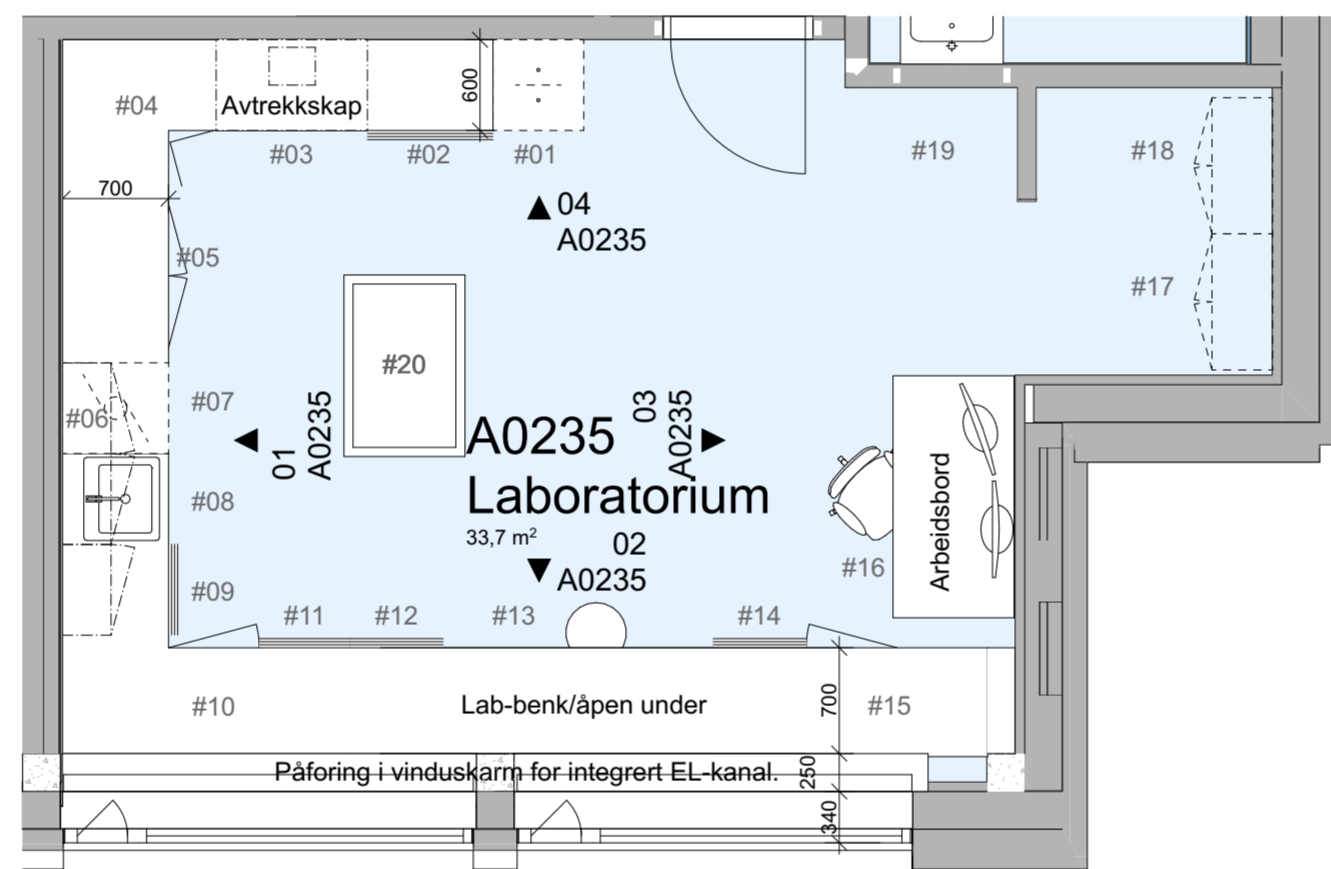 #04
Avtrekkskap
600
#03
#02
#01
#19
#18
700
04
A0235
#05
#17
#20
#07
#06
01
A0235
03
A0235
A0235
Laboratorium
33,7 m²
#08
02
A0235
#09
#16
Arbeidsbord
#11
#12
#13
#14
#10
Lab-benk/åpen under
700
#15
Påforing i vinduskarm for integrert EL-kanal.
250
340